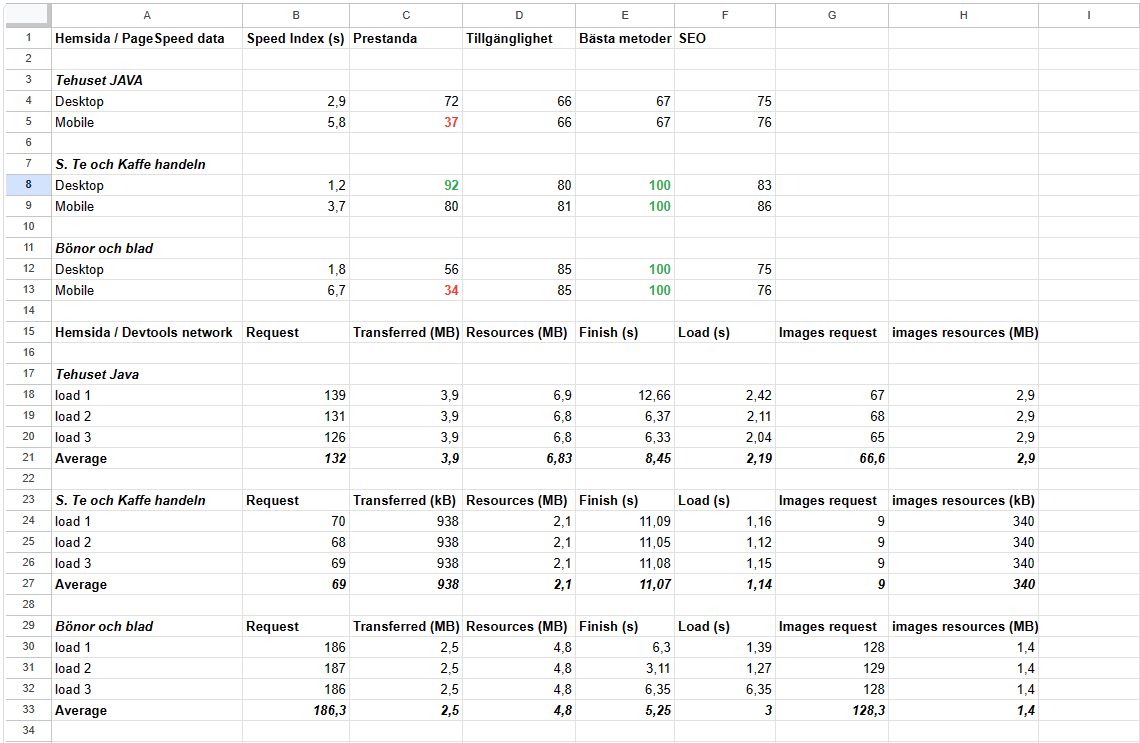 A B C D E F G H I
1 Hemsida / PageSpeed data Speed Index (s) Prestanda Tillgänglighet Bästa metoder SEO
2
3 Tehuset JAVA
4 Desktop 2,9 72 66 67 75
5 Mobile 5,8 37 66 67 76
6
7 S. Te och Kaffe handeln
8 Desktop 1,2 92 80 100 83
9 Mobile 3,7 80 81 100 86
10
11 Bönor och blad
12 Desktop 1,8 56 85 100 75
13 Mobile 6,7 34 85 100 76
14
15 Hemsida / Devtools network Request Transferred (MB) Resources (MB) Finish (s) Load (s) Images request images resources (MB)
16
17 Tehuset Java
18 load 1 139 3,9 6,9 12,66 2,42 67 2,9
19 load 2 131 3,9 6,8 6,37 2,11 68 2,9
20 load 3 126 3,9 6,8 6,33 2,04 65 2,9
21 Average 132 3,9 6,83 8,45 2,19 66,6 2,9
22
23 S. Te och Kaffe handeln Request Transferred (kB) Resources (MB) Finish (s) Load (s) Images request images resources (kB)
24 load 1 70 938 2,1 11,09 1,16 9 340
25 load 2 68 938 2,1 11,05 1,12 9 340
26 load 3 69 938 2,1 11,08 1,15 9 340
27 Average 69 938 2,1 11,07 1,14 9 340
28
29 Bönor och blad Request Transferred (MB) Resources (MB) Finish (s) Load (s) Images request images resources (MB)
30 load 1 186 2,5 4,8 6,3 1,39 128 1,4
31 load 2 187 2,5 4,8 3,11 1,27 129 1,4
32 load 3 186 2,5 4,8 6,35 6,35 128 1,4
33 Average 186,3 2,5 4,8 5,25 3 128,3 1,4
34